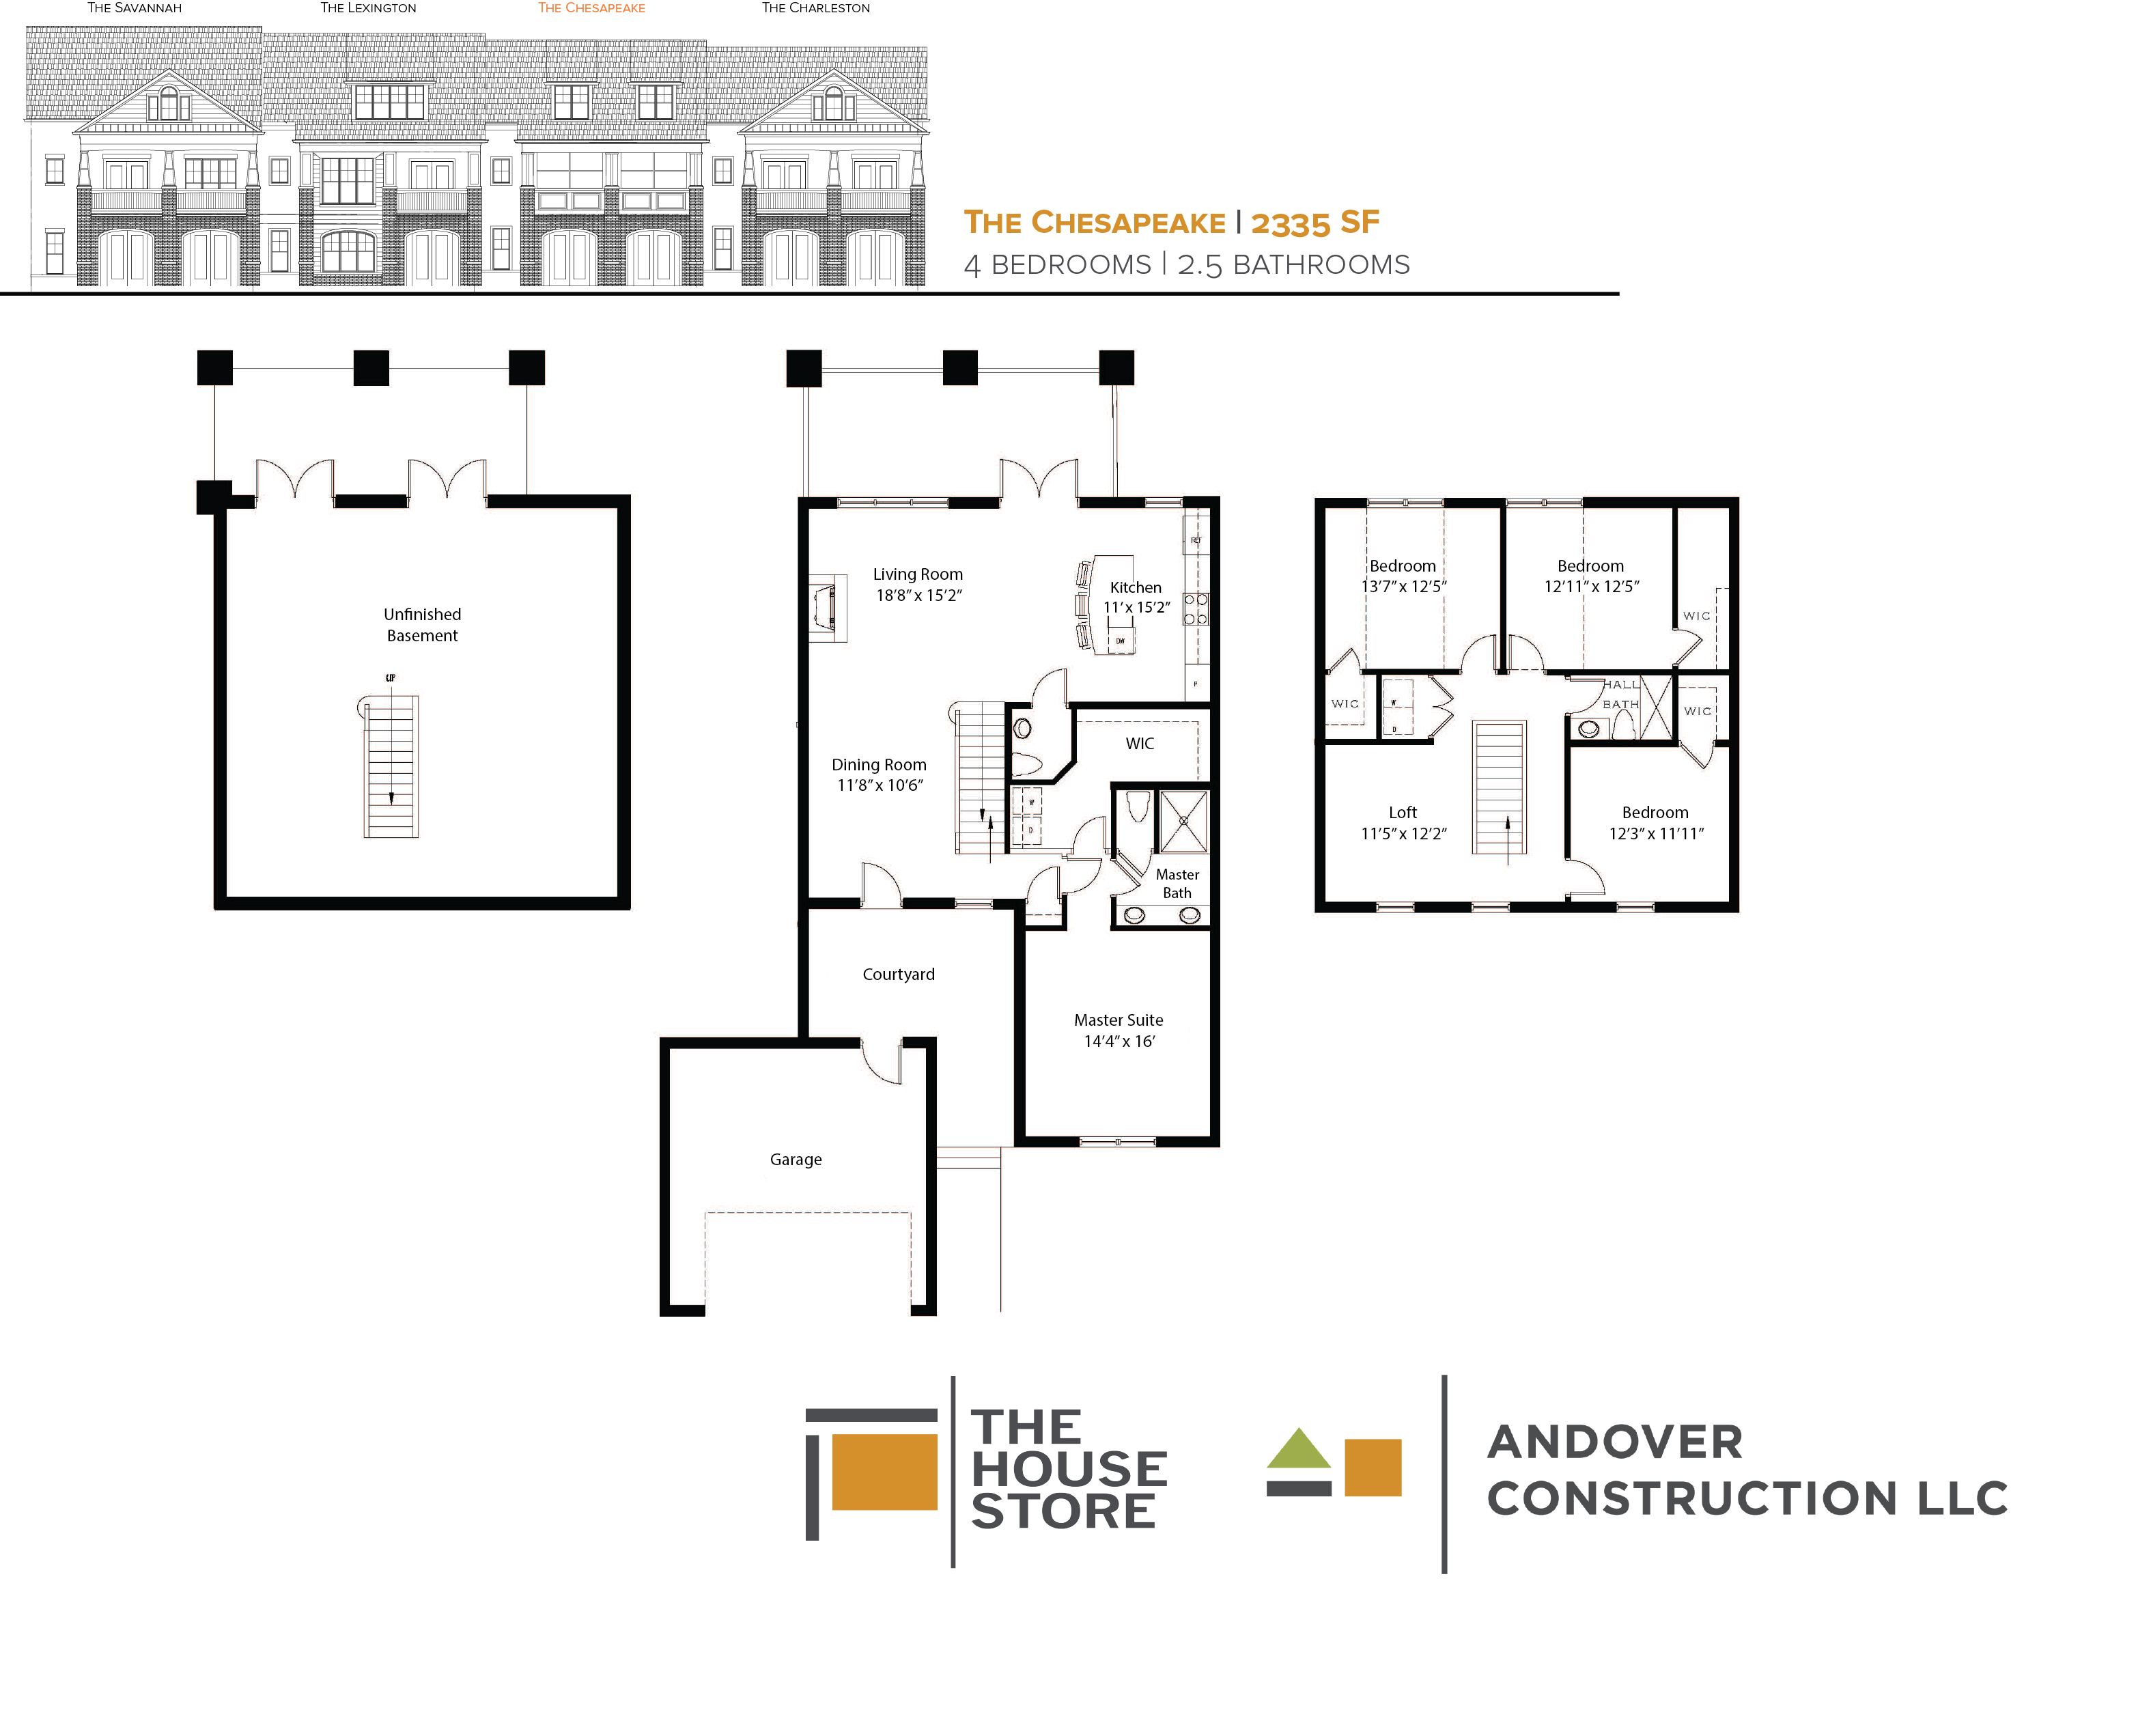 The Savannah
The Lexington
The Chesapeake
The Charleston
The Chesapeake | 2335 SF
4 BEDROOMS | 2.5 BATHROOMS
Unfinished
Basement
UP
Living Room
18'8" x 15'2"
Kitchen
11' x 15'2"
REF
DW
P
Dining Room
11'8" x 10'6"
WIC
W
D
Master
Bath
Courtyard
Master Suite
14'4" x 16'
Garage
Bedroom
13'7" x 12'5"
Bedroom
12'11" x 12'5"
WIC
WIC
W
D
HALL
BATH
WIC
Loft
11'5" x 12'2"
Bedroom
12'3" x 11'11"
THE
HOUSE
STORE
ANDOVER
CONSTRUCTION LLC